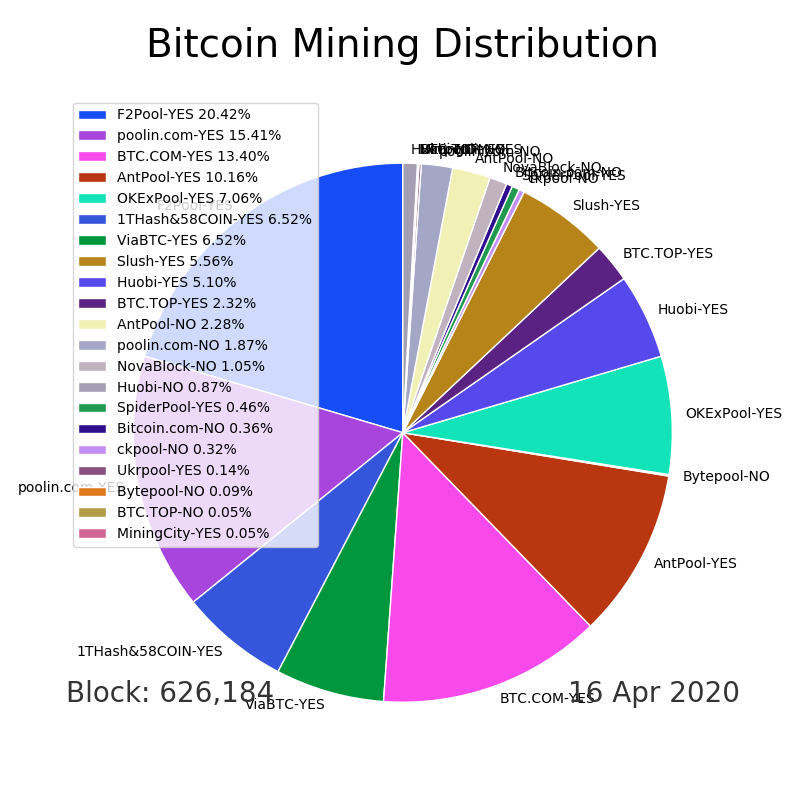 Bitcoin Mining Distribution
F2Pool-YES 20.42%
poolin.com-YES 15.41%
BTC.COM-YES 13.40%
AntPool-YES 10.16%
OKExPool-YES 7.06%
1THash&58COIN-YES 6.52%
ViaBTC-YES 6.52%
Slush-YES 5.56%
Huobi-YES 5.10%
BTC.TOP-YES 2.32%
AntPool-NO 2.28%
poolin.com-NO 1.87%
NovaBlock-NO 1.05%
Huobi-NO 0.87%
SpiderPool-YES 0.46%
Bitcoin.com-NO 0.36%
ckpool-NO 0.32%
Ukrpool-YES 0.14%
Bytepool-NO 0.09%
BTC.TOP-NO 0.05%
MiningCity-YES 0.05%
F2Pool-YES
AntPool-NO
NovaBlock-NO
ckpool-NO
Slush-YES
BTC.TOP-YES
Huobi-YES
OKExPool-YES
Bytepool-NO
AntPool-YES
poolin.com-YES
1THash&58COIN-YES
ViaBTC-YES
BTC.COM-YES
Block: 626,184
16 Apr 2020